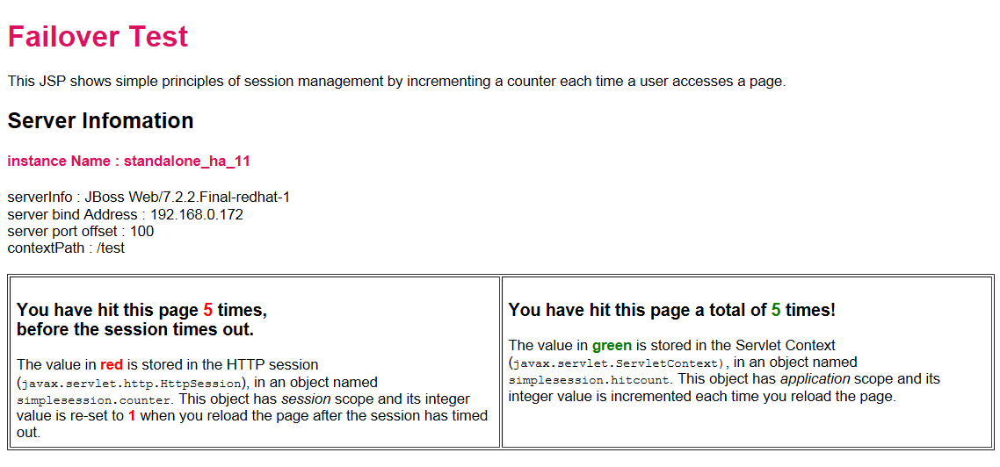 Failover Test
This JSP shows simple principles of session management by incrementing a counter each time a user accesses a page.
Server Infomation
instance Name : standalone_ha_11
serverInfo : JBoss Web/7.2.2.Final-redhat-1
server bind Address : 192.168.0.172
server port offset : 100
contextPath : /test
You have hit this page 5 times,
before the session times out.
The value in red is stored in the HTTP session
(javax.servlet.http.HttpSession), in an object named
simplesession.counter. This object has session scope and its integer
value is re-set to 1 when you reload the page after the session has timed
out.
You have hit this page a total of 5 times!
The value in green is stored in the Servlet Context
(javax.servlet.ServletContext), in an object named
simplesession.hitcount. This object has application scope and its
integer value is incremented each time you reload the page.